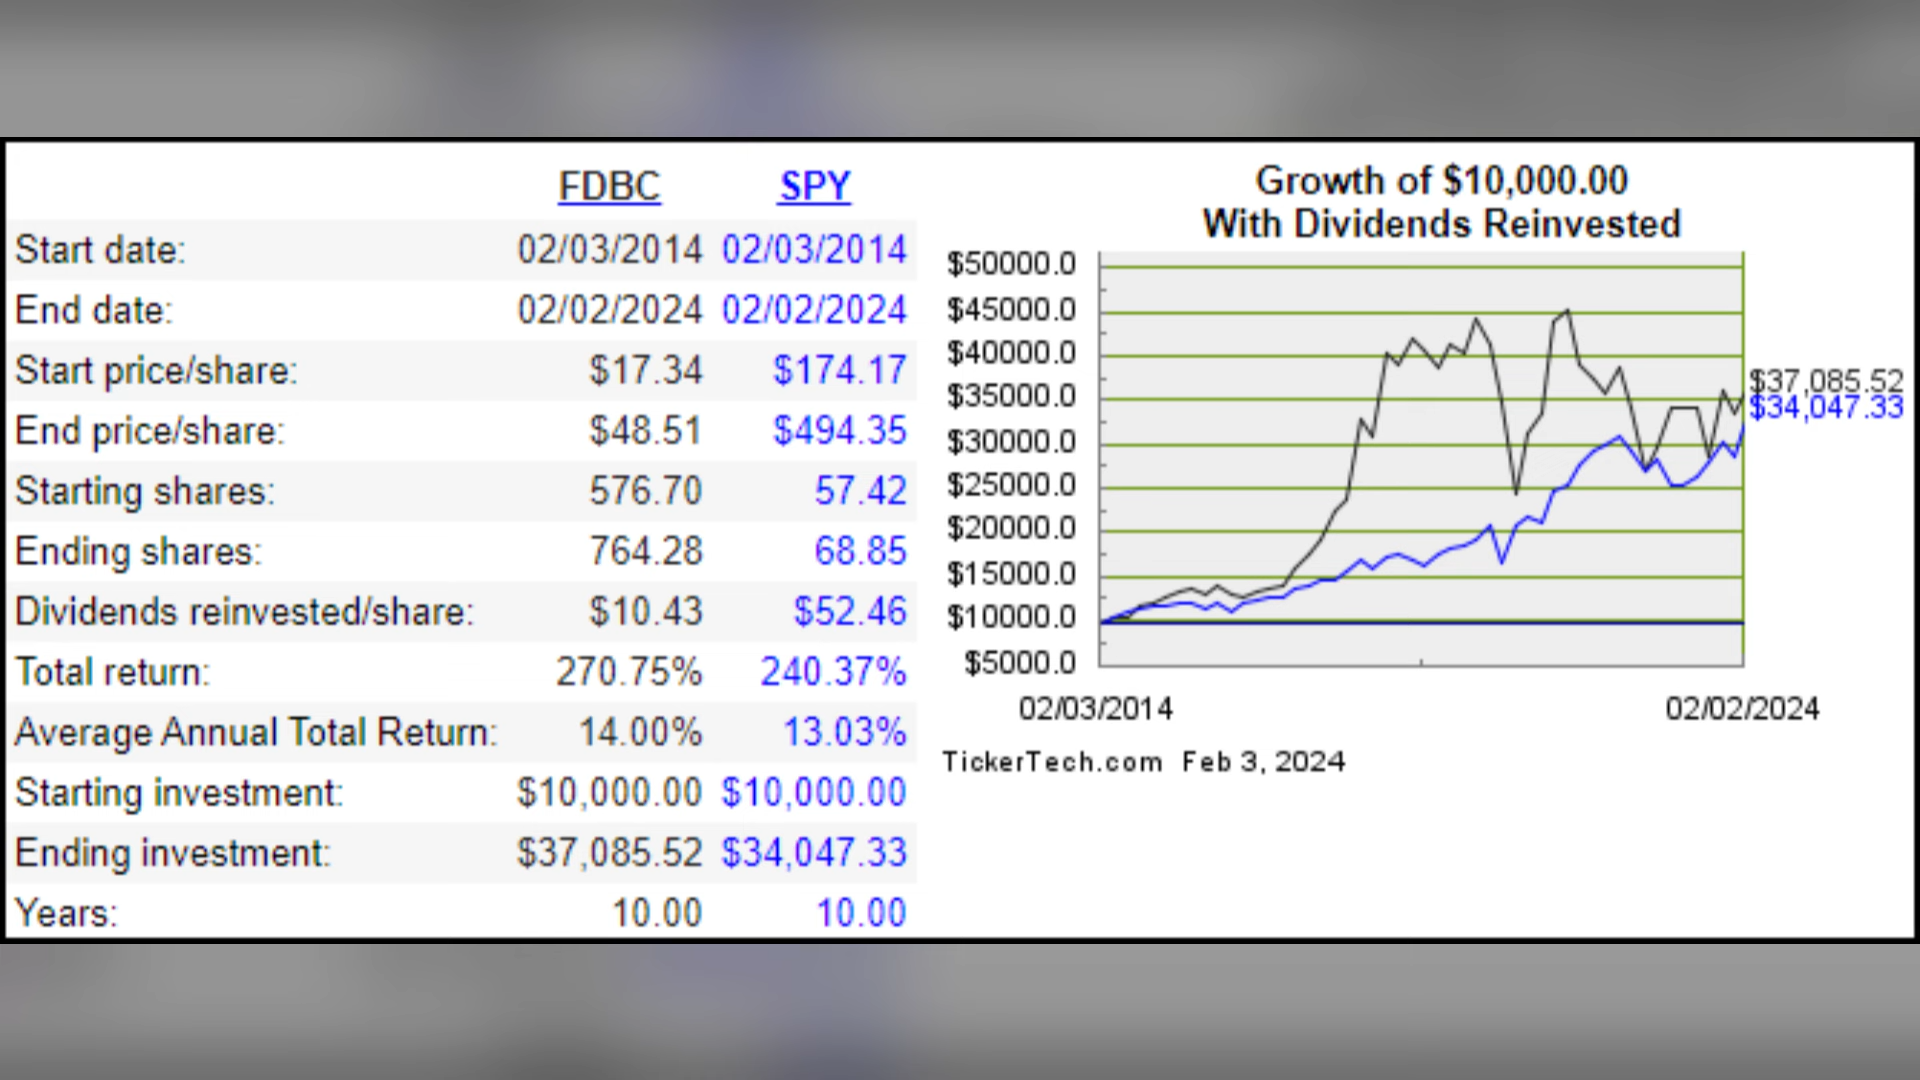 FDBC SPY
Start date: 02/03/2014 02/03/2014
End date: 02/02/2024 02/02/2024
Start price/share: $17.34 $174.17
End price/share: $48.51 $494.35
Starting shares: 576.70 57.42
Ending shares: 764.28 68.85
Dividends reinvested/share: $10.43 $52.46
Total return: 270.75% 240.37%
Average Annual Total Return: 14.00% 13.03%
Starting investment: $10,000.00 $10,000.00
Ending investment: $37,085.52 $34,047.33
Years: 10.00 10.00
Growth of $10,000.00
With Dividends Reinvested
$50000.0
$45000.0
$40000.0
$35000.0
$30000.0
$25000.0
$20000.0
$15000.0
$10000.0
$5000.0
$37,085.52
$34,047.33
02/03/2014 02/02/2024
TickerTech.com Feb 3, 2024